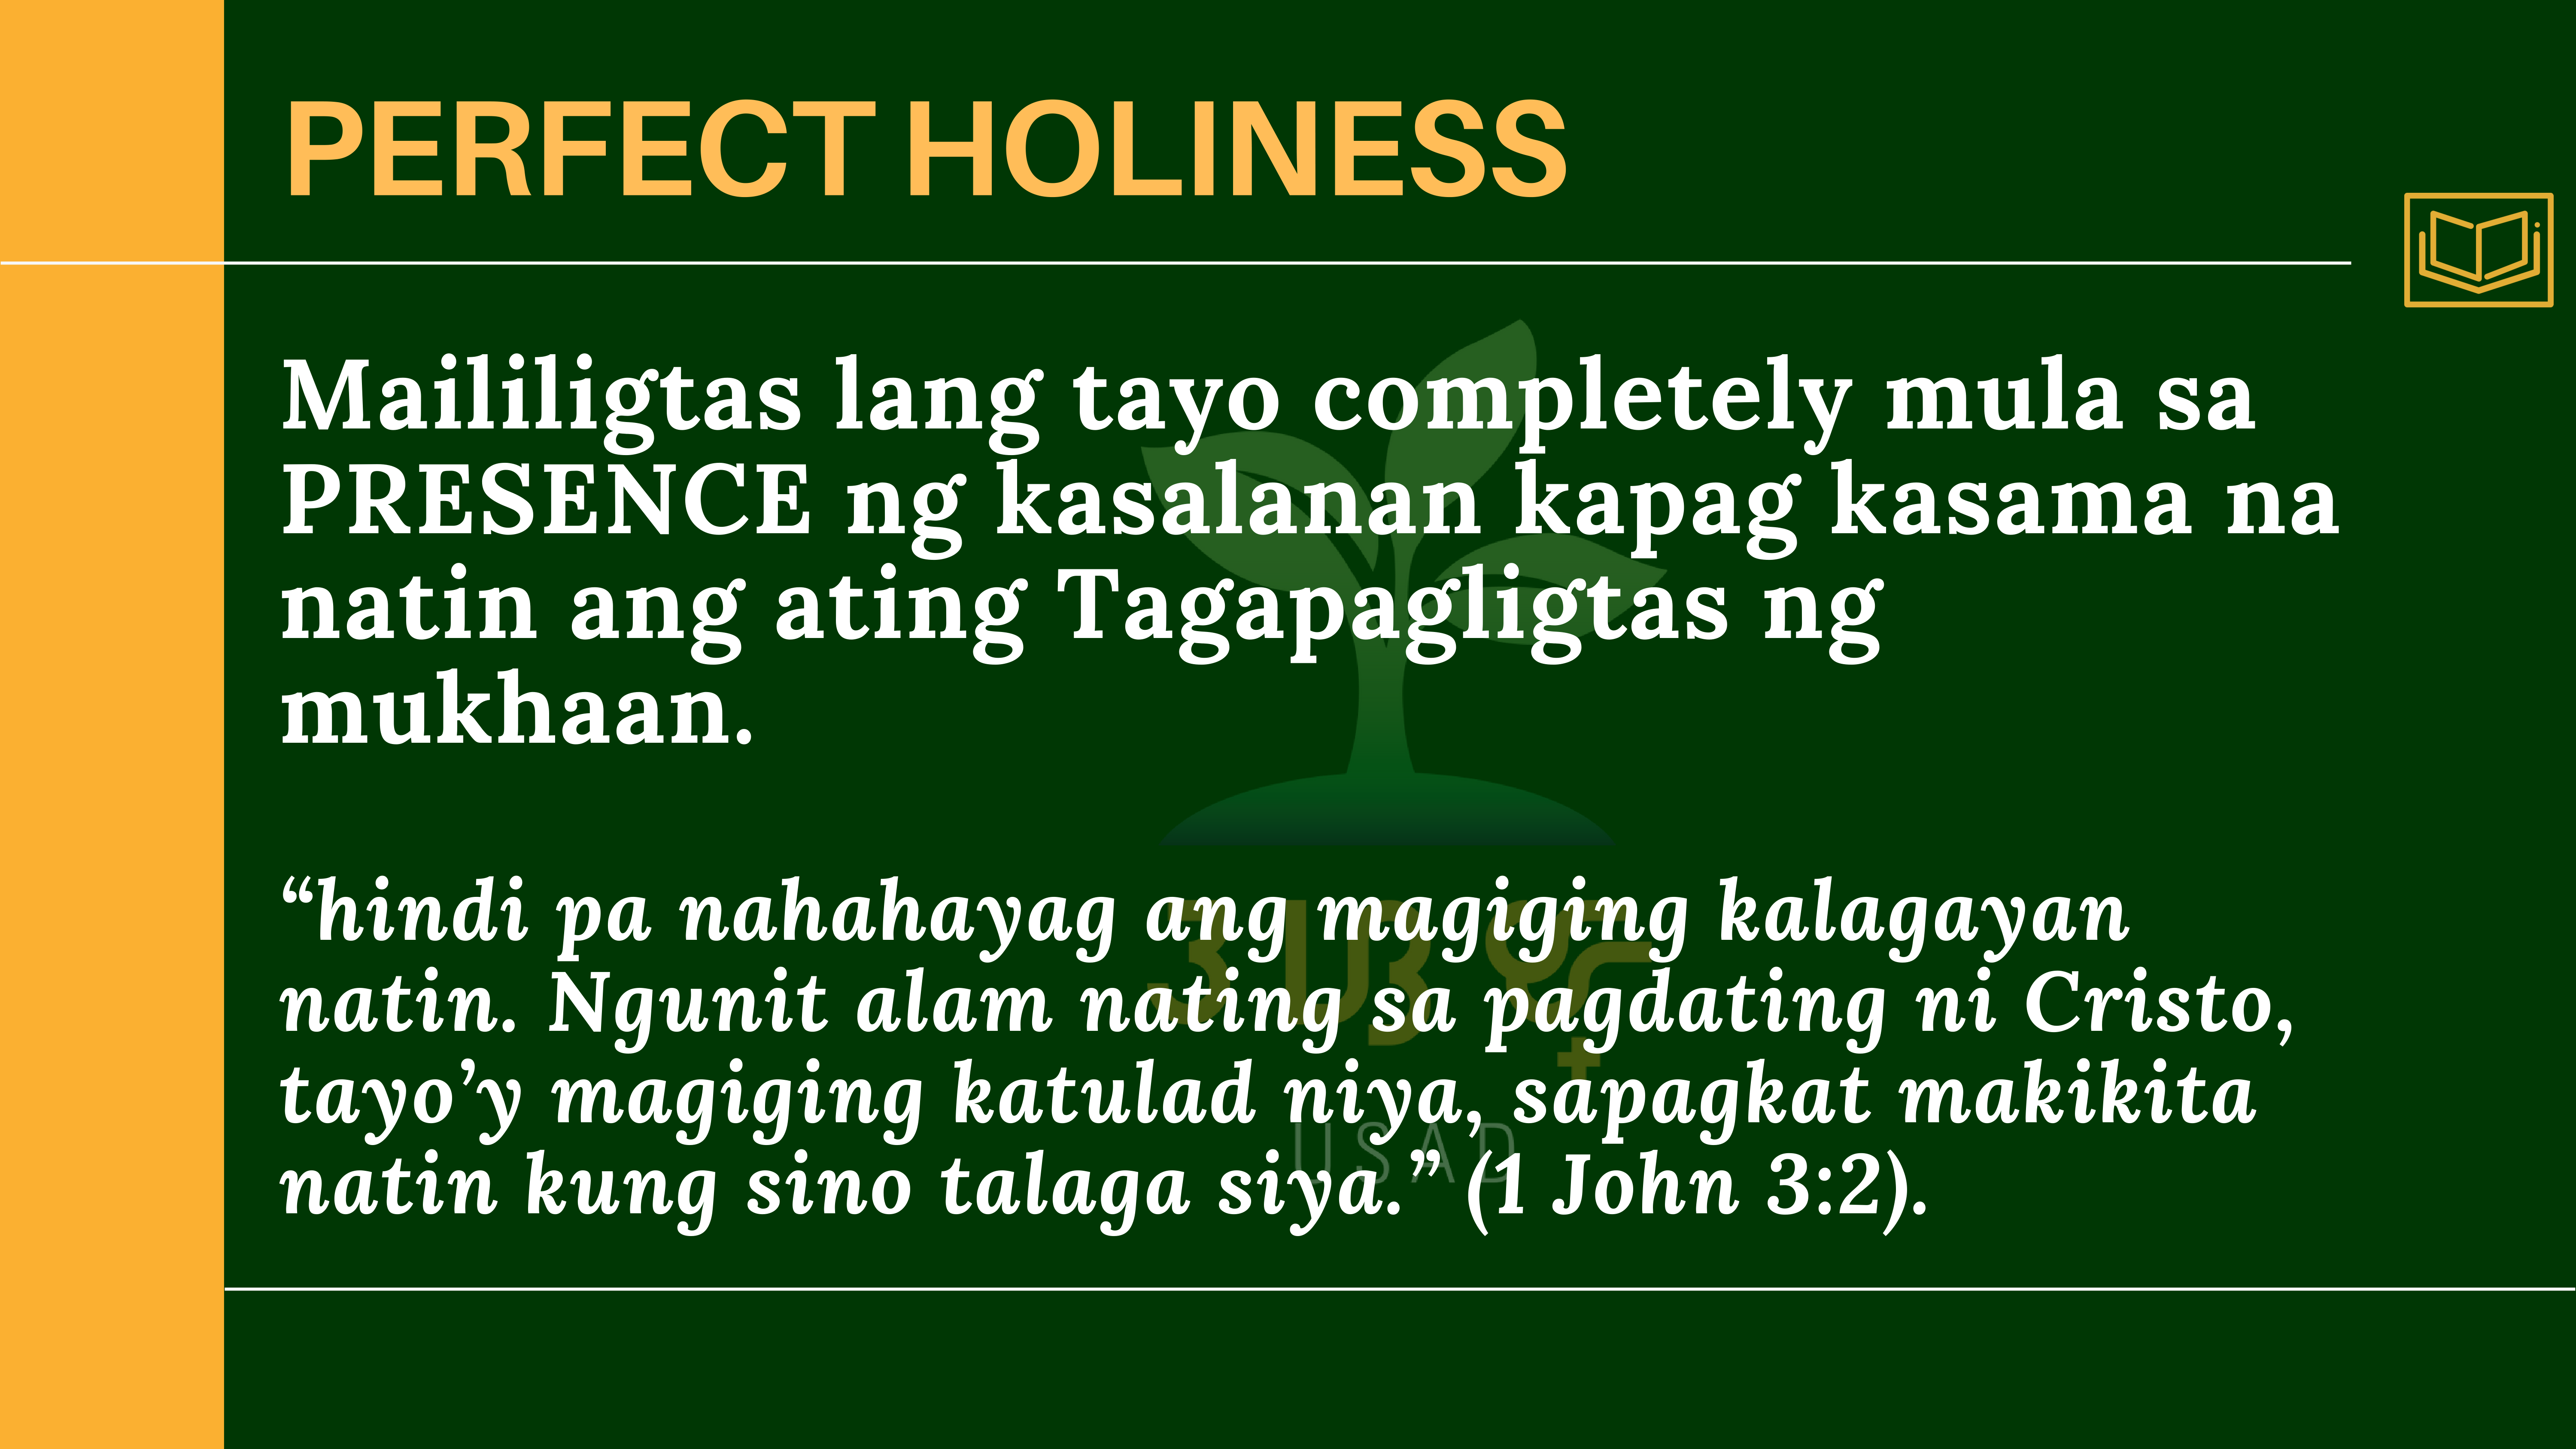 PERFECT HOLINESS
Maililigtas lang tayo completely mula sa
PRESENCE ng kasalanan kapag kasama na
natin ang ating Tagapagligtas ng
mukhaan.
“hindi pa nahahayag ang magiging kalagayan
natin. Ngunit alam nating sa pagdating ni Cristo,
tayo’y magiging katulad niya, sapagkat makikita
natin kung sino talaga siya.” (1 John 3:2).
USAD